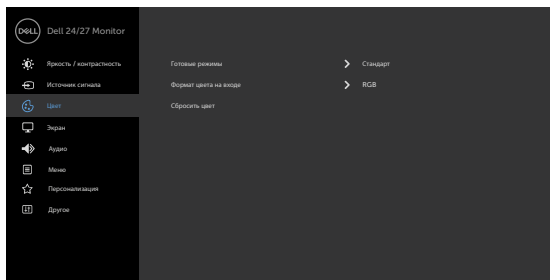 DELL Dell 24/27 Monitor
Яркость / контрастность
Готовые режимы
Стандарт
Источник сигнала
Формат цвета на входе
RGB
Цвет
Сбросить цвет
Экран
Аудио
Меню
Персонализация
Другое